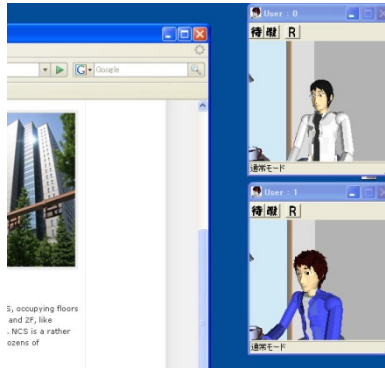 Google
S, occupying floors
and 2F, like
. NCS is a rather
ozens of
User : 0
待 R
通常モード
User : 1
待 R
通常モード